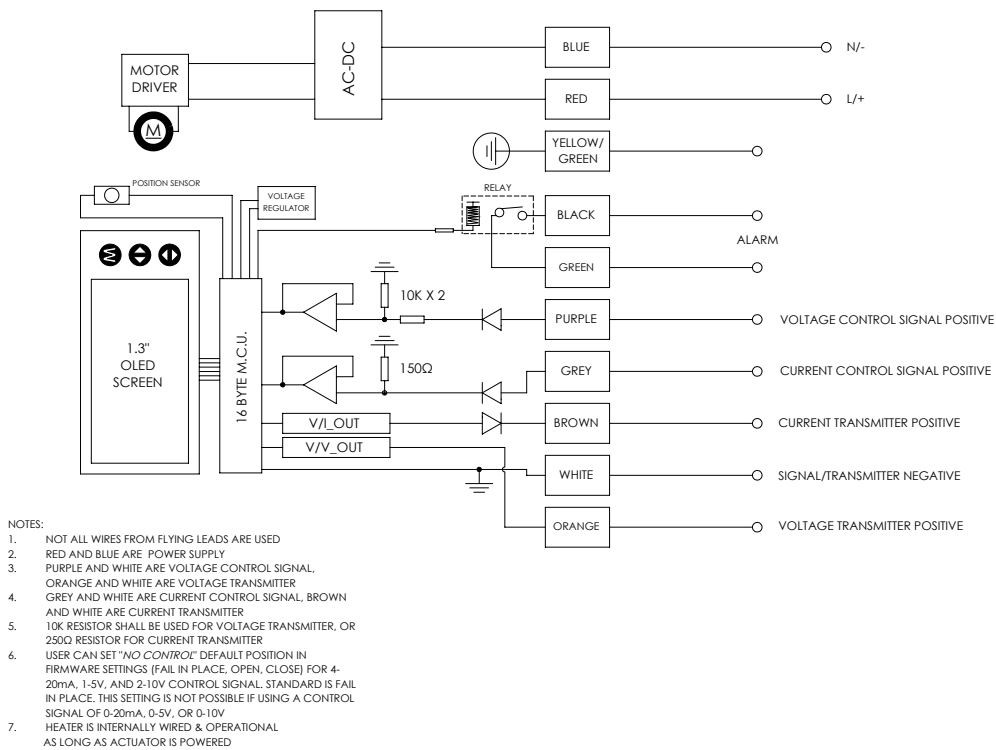 MOTOR
DRIVER
M
AC-DC
BLUE
N/-
RED
L/+
YELLOW/
GREEN
POSITION SENSOR
VOLTAGE
REGULATOR
RELAY
BLACK
ALARM
GREEN
10K X 2
PURPLE
VOLTAGE CONTROL SIGNAL POSITIVE
1.3"
OLED
SCREEN
16 BYTE M.C.U.
150Ω
GREY
CURRENT CONTROL SIGNAL POSITIVE
V/I_OUT
BROWN
CURRENT TRANSMITTER POSITIVE
V/V_OUT
WHITE
SIGNAL/TRANSMITTER NEGATIVE
ORANGE
VOLTAGE TRANSMITTER POSITIVE
NOTES:
1. NOT ALL WIRES FROM FLYING LEADS ARE USED
2. RED AND BLUE ARE POWER SUPPLY
3. PURPLE AND WHITE ARE VOLTAGE CONTROL SIGNAL,
ORANGE AND WHITE ARE VOLTAGE TRANSMITTER
4. GREY AND WHITE ARE CURRENT CONTROL SIGNAL, BROWN
AND WHITE ARE CURRENT TRANSMITTER
5. 10K RESISTOR SHALL BE USED FOR VOLTAGE TRANSMITTER, OR
250Ω RESISTOR FOR CURRENT TRANSMITTER
6. USER CAN SET "NO CONTROL" DEFAULT POSITION IN
FIRMWARE SETTINGS (FAIL IN PLACE, OPEN, CLOSE) FOR 4-
20mA, 1-5V, AND 2-10V CONTROL SIGNAL. STANDARD IS FAIL
IN PLACE. THIS SETTING IS NOT POSSIBLE IF USING A CONTROL
SIGNAL OF 0-20mA, 0-5V, OR 0-10V
7. HEATER IS INTERNALLY WIRED & OPERATIONAL
AS LONG AS ACTUATOR IS POWERED